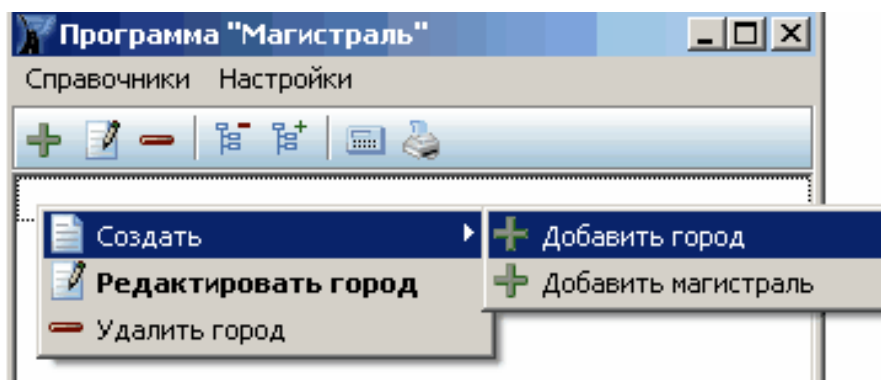 Программа "Магистраль"
Справочники Настройки
Создать
Добавить город
Редактировать город
Добавить магистраль
Удалить город